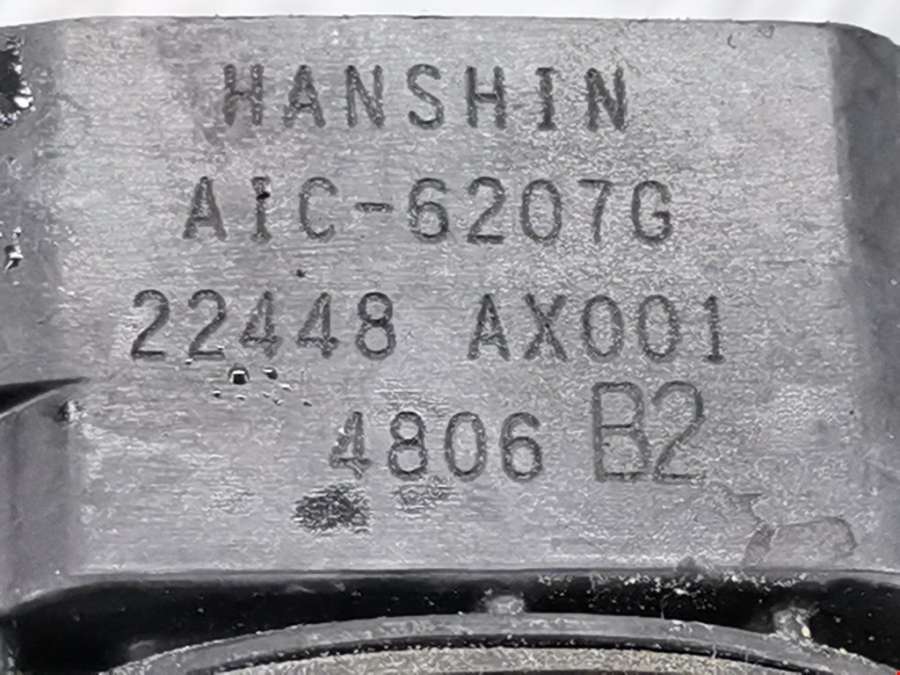 HANSHIN
AIC-6207G
22448 AX001
4806 B2